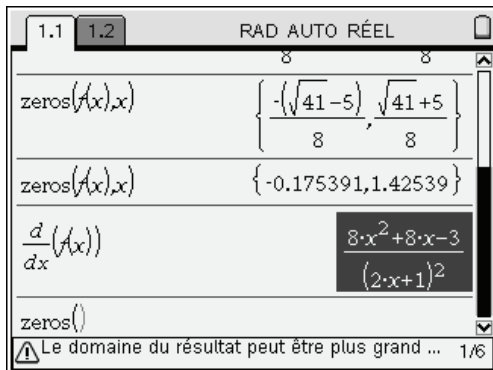 1.1 1.2 RAD AUTO RÉEL
8 8
zeros(f(x),x) {-(√41-5)/8, (√41+5)/8}
zeros(f(x),x) {-0.175391,1.42539}
d/dx(f(x)) 8·x²+8·x-3/(2·x+1)²
zeros()
Le domaine du résultat peut être plus grand ... 1/6